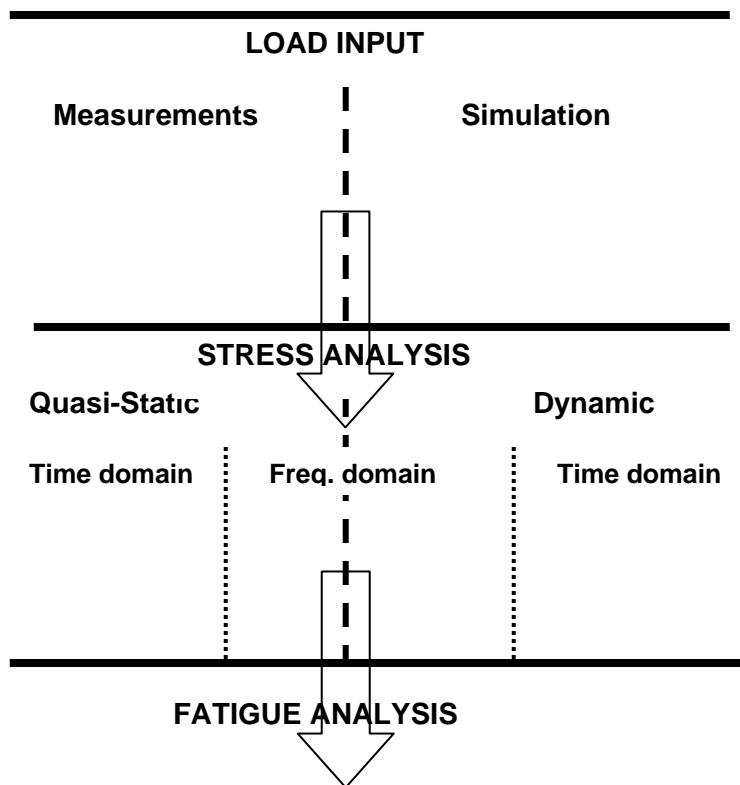 LOAD INPUT
Measurements Simulation
STRESS ANALYSIS
Quasi-Static Dynamic
Time domain Freq. domain Time domain
FATIGUE ANALYSIS